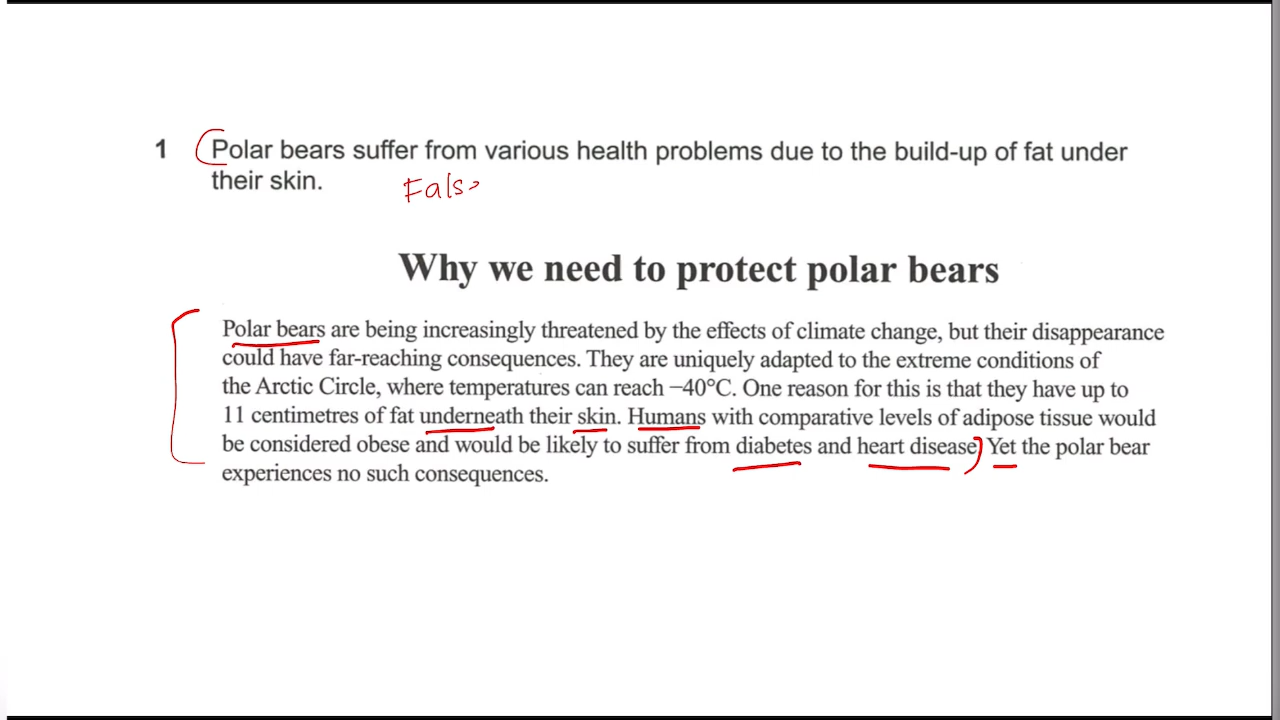 1 Polar bears suffer from various health problems due to the build-up of fat under
their skin.
Fals
Why we need to protect polar bears
Polar bears are being increasingly threatened by the effects of climate change, but their disappearance
could have far-reaching consequences. They are uniquely adapted to the extreme conditions of
the Arctic Circle, where temperatures can reach −40°C. One reason for this is that they have up to
11 centimetres of fat underneath their skin. Humans with comparative levels of adipose tissue would
be considered obese and would be likely to suffer from diabetes and heart disease. Yet the polar bear
experiences no such consequences.